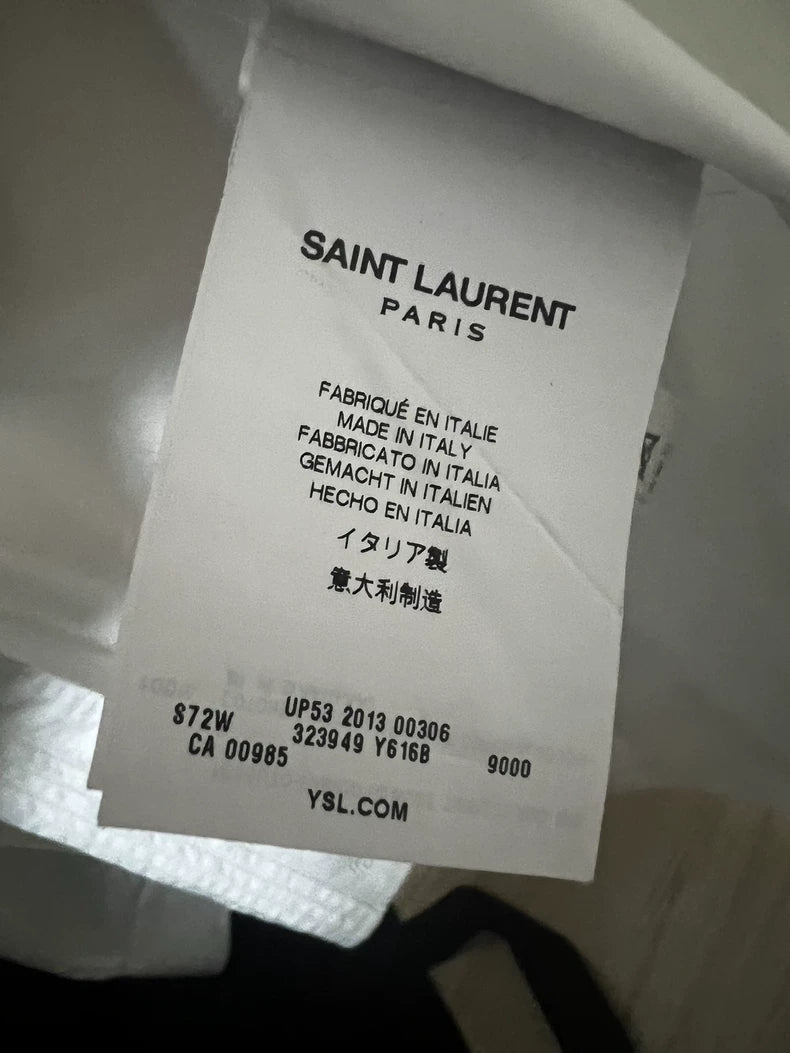 SAINT LAURENT
PARIS
FABRIQUÉ EN ITALIE
MADE IN ITALY
FABBRICATO IN ITALIA
GEMACHT IN ITALIEN
HECHO EN ITALIA
イタリア製
意大利制造
UP53 2013 00306
S72W 323949 Y616B 9000
CA 00985
YSL.COM